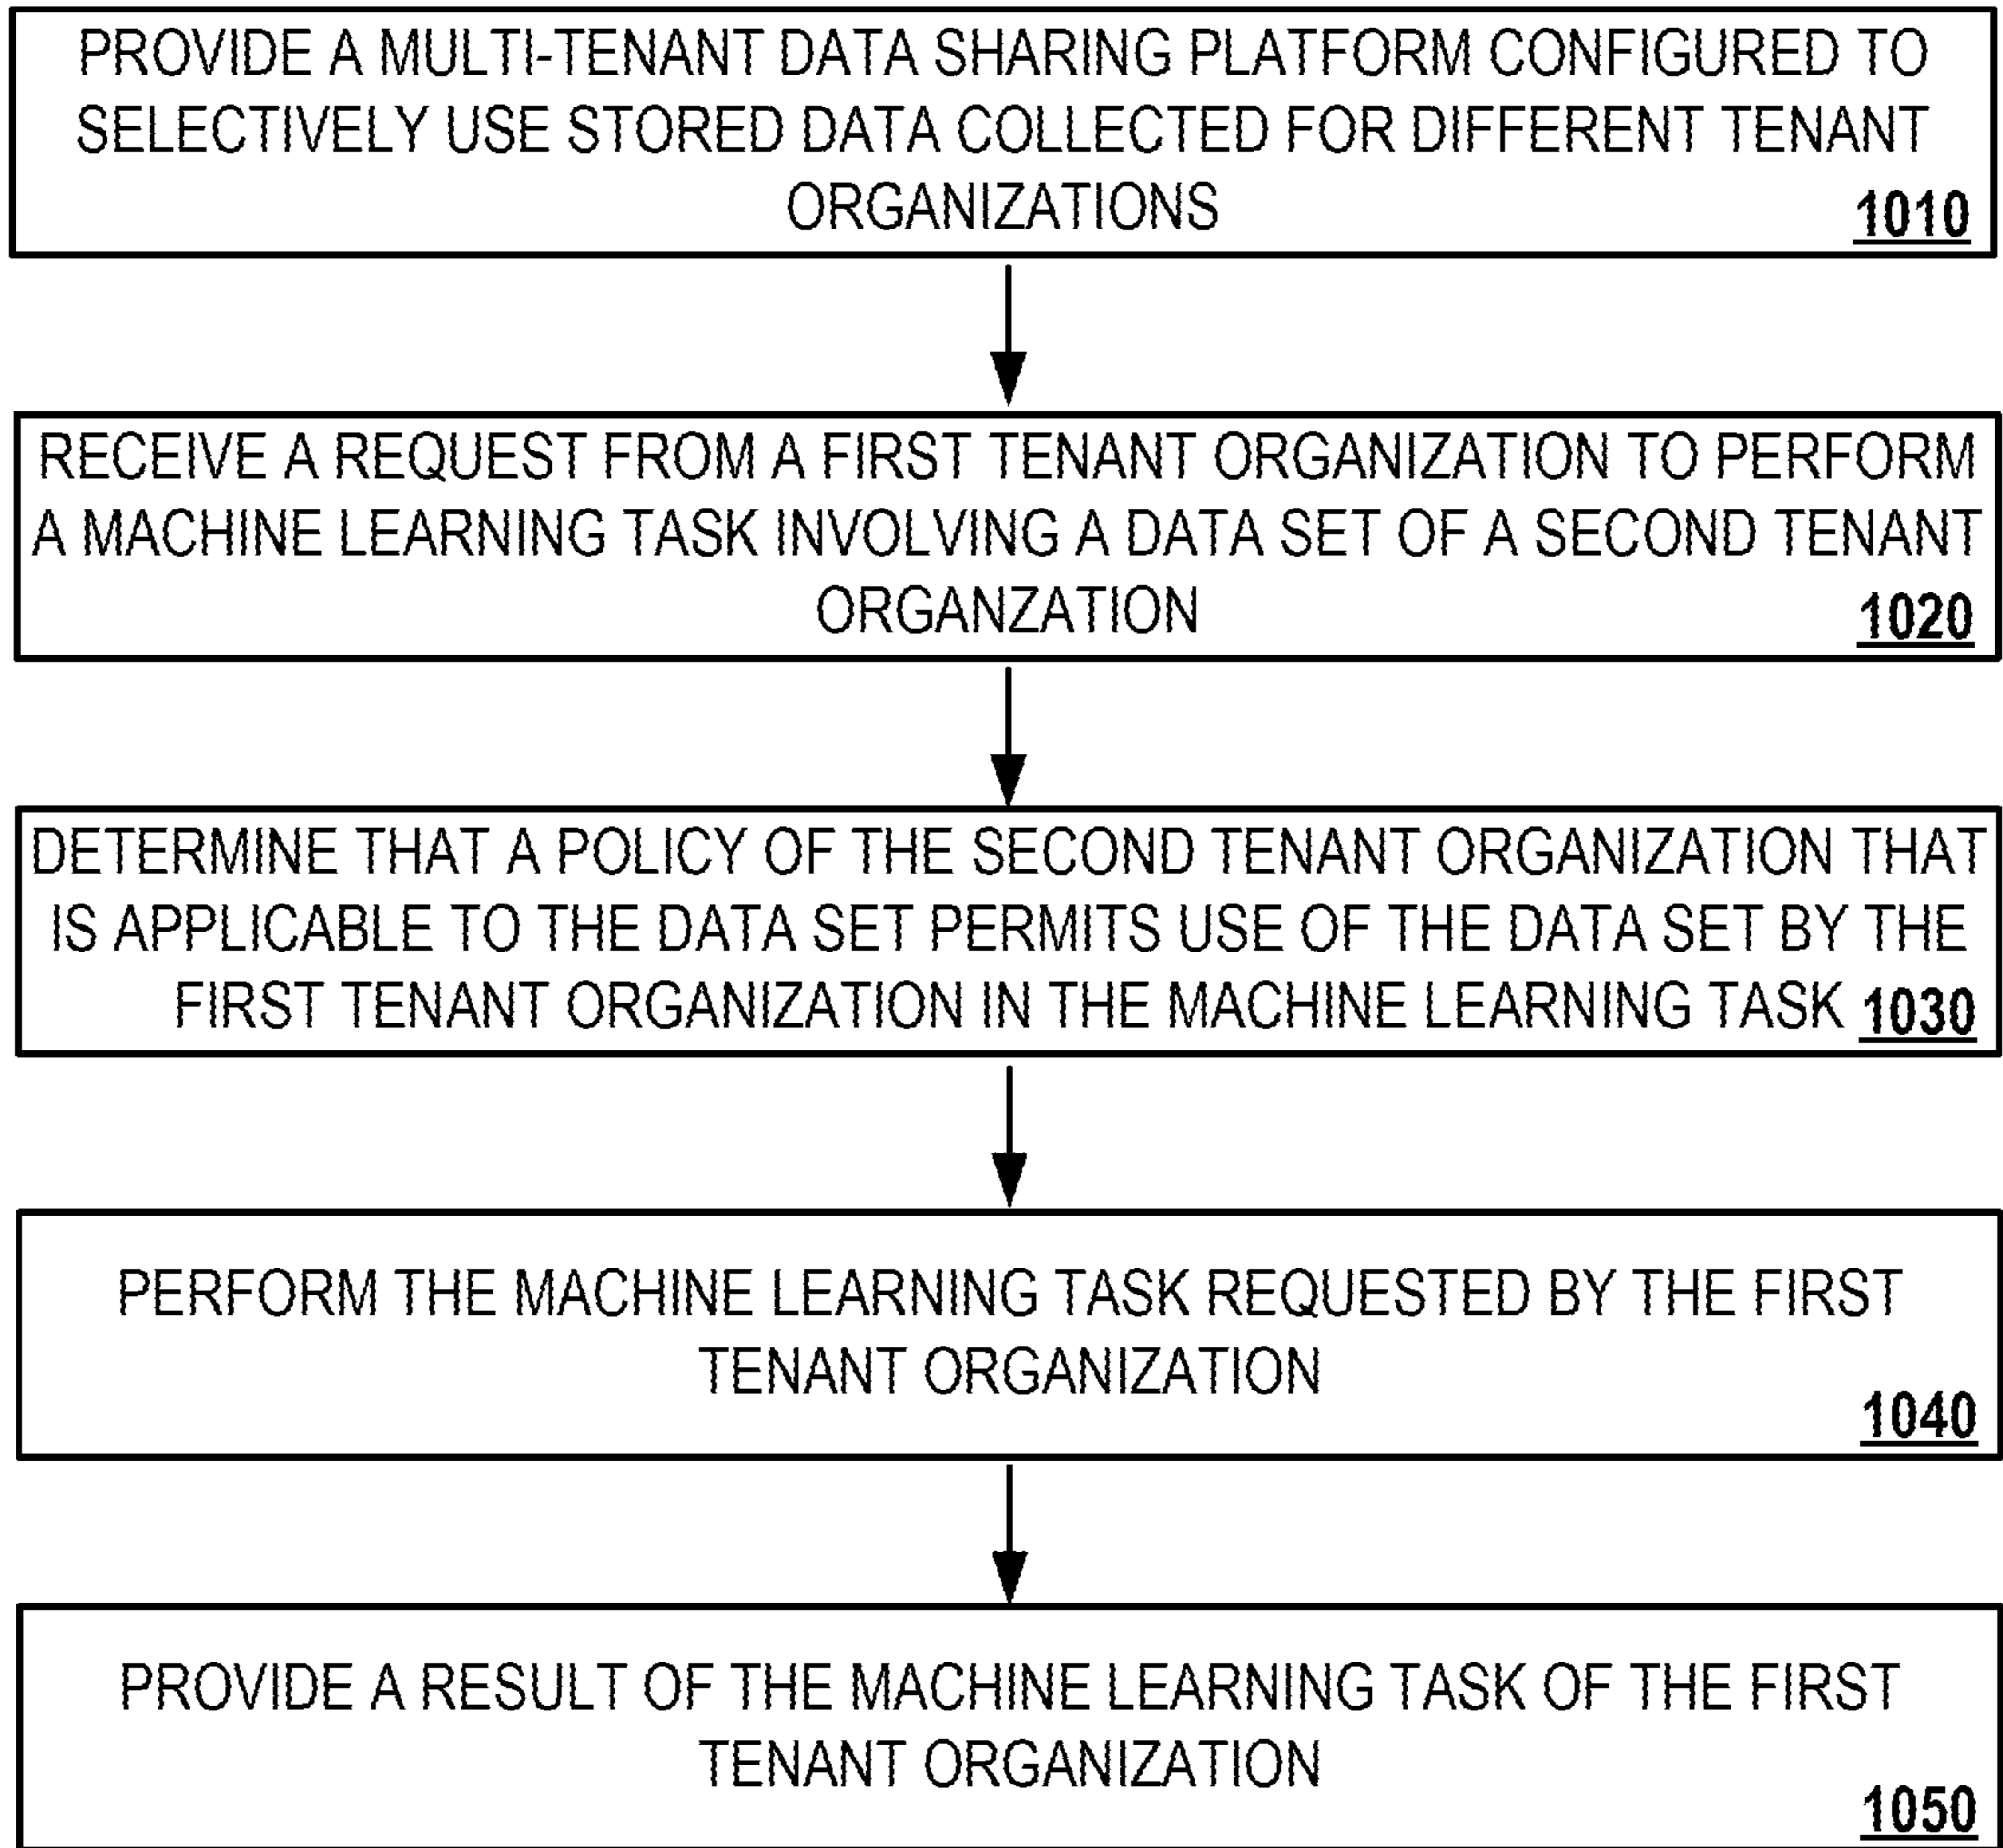 PROVIDE A MULTI-TENANT DATA SHARING PLATFORM CONFIGURED TO
SELECTIVELY USE STORED DATA COLLECTED FOR DIFFERENT TENANT
ORGANIZATIONS
1010
RECEIVE A REQUEST FROM A FIRST TENANT ORGANIZATION TO PERFORM
A MACHINE LEARNING TASK INVOLVING A DATA SET OF A SECOND TENANT
ORGANZATION
1020
DETERMINE THAT A POLICY OF THE SECOND TENANT ORGANIZATION THAT
IS APPLICABLE TO THE DATA SET PERMITS USE OF THE DATA SET BY THE
FIRST TENANT ORGANIZATION IN THE MACHINE LEARNING TASK 1030
PERFORM THE MACHINE LEARNING TASK REQUESTED BY THE FIRST
TENANT ORGANIZATION
1040
PROVIDE A RESULT OF THE MACHINE LEARNING TASK OF THE FIRST
TENANT ORGANIZATION
1050